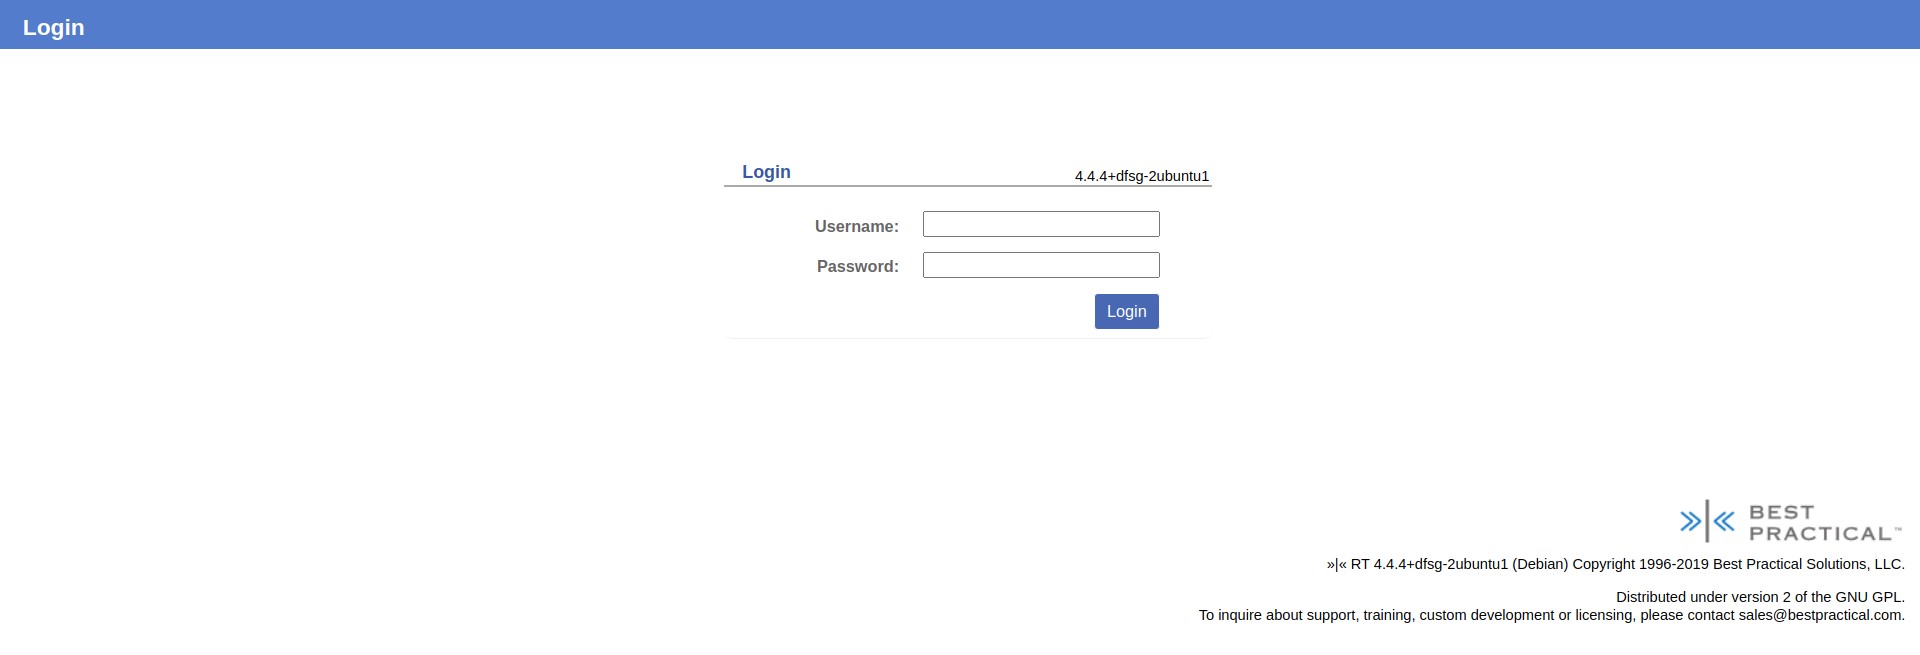 Login
Login 4.4.4+dfsg-2ubuntu1
Username:
Password:
Login
BEST
PRACTICAL™
»|« RT 4.4.4+dfsg-2ubuntu1 (Debian) Copyright 1996-2019 Best Practical Solutions, LLC.
Distributed under version 2 of the GNU GPL.
To inquire about support, training, custom development or licensing, please contact sales@bestpractical.com.